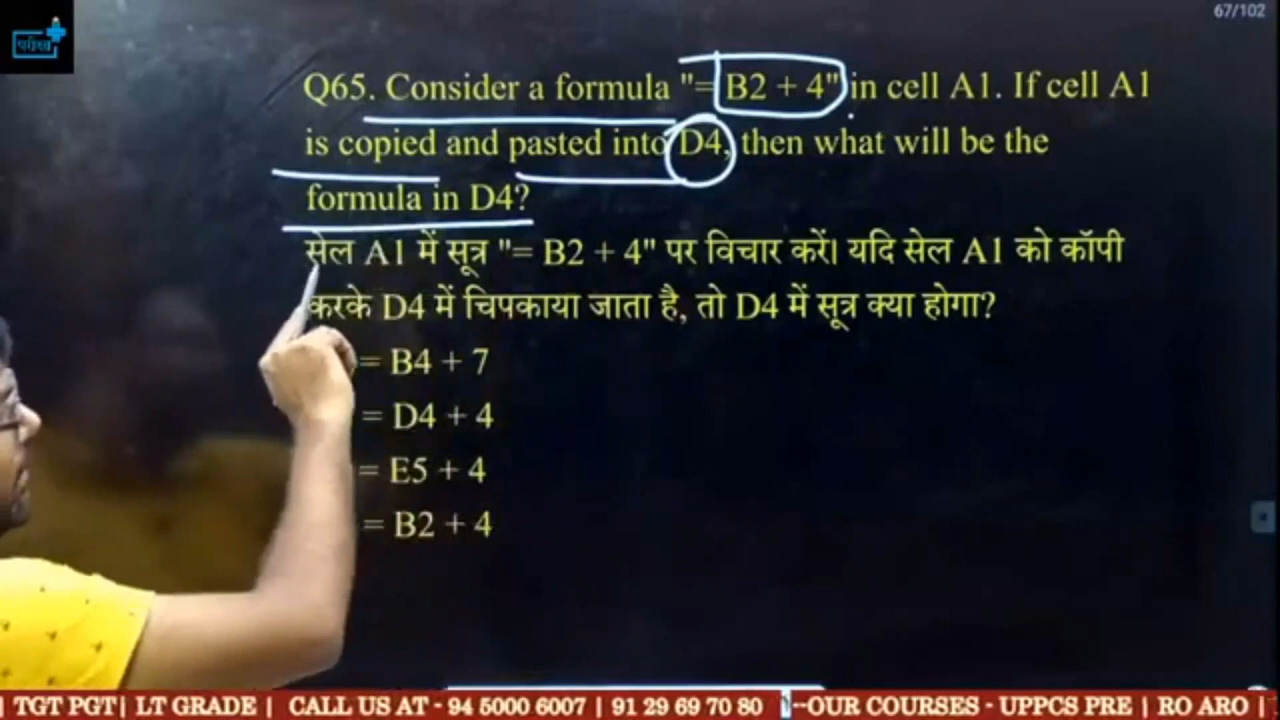 67/102
परीक्षा
Q65. Consider a formula "= B2 + 4" in cell A1. If cell A1
is copied and pasted into D4, then what will be the
formula in D4?
सेल A1 में सूत्र "= B2 + 4" पर विचार करें। यदि सेल A1 को कॉपी
करके D4 में चिपकाया जाता है, तो D4 में सूत्र क्या होगा?
= B4 + 7
= D4 + 4
= E5 + 4
= B2 + 4
| TGT PGT| LT GRADE | CALL US AT - 94 5000 6007 | 91 29 69 70 80 --OUR COURSES - UPPCS PRE | RO ARO |